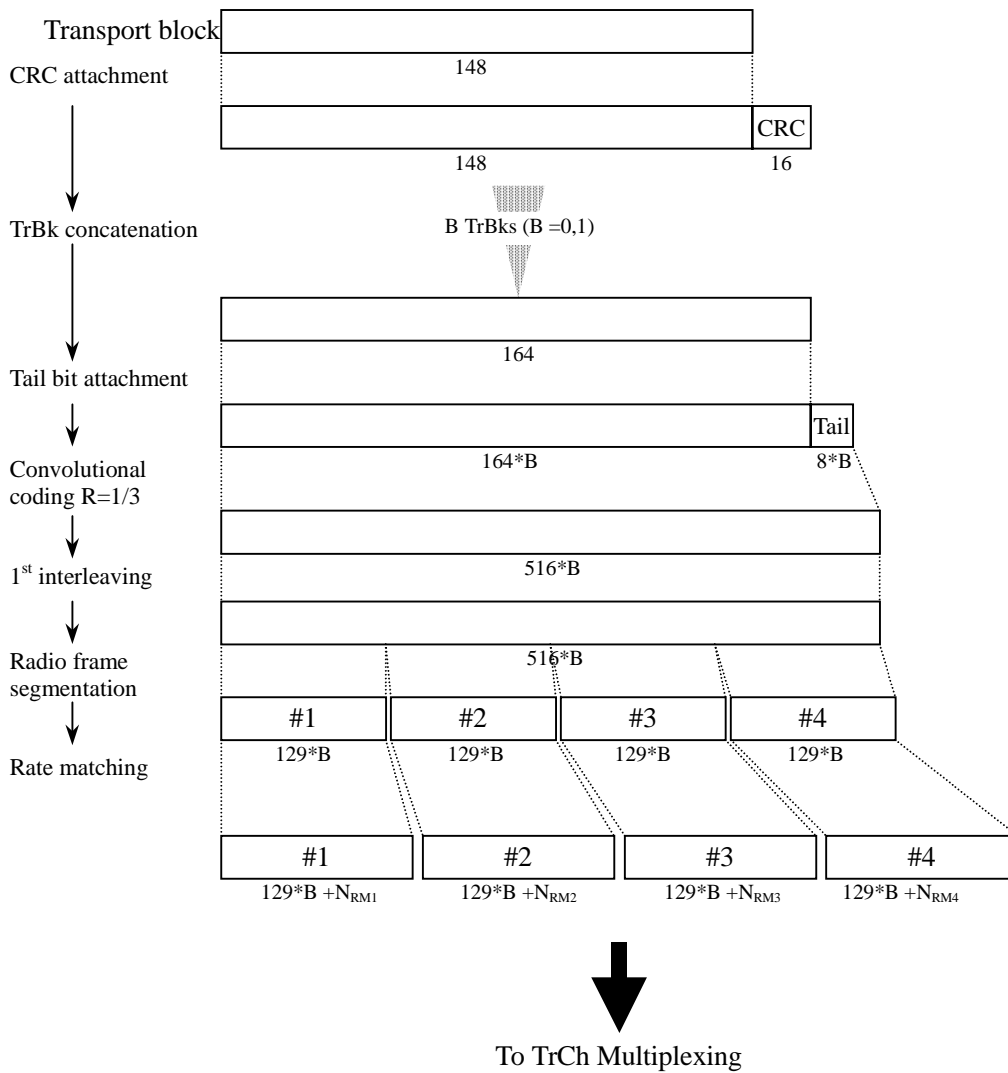 Transport block
148
CRC attachment
CRC
148 16
TrBk concatenation
B TrBks (B =0,1)
164
Tail bit attachment
Tail
164*B 8*B
Convolutional
coding R=1/3
516*B
1st interleaving
516*B
Radio frame
segmentation
#1 #2 #3 #4
129*B 129*B 129*B 129*B
Rate matching
#1 #2 #3 #4
129*B +NRM1 129*B +NRM2 129*B +NRM3 129*B +NRM4
To TrCh Multiplexing